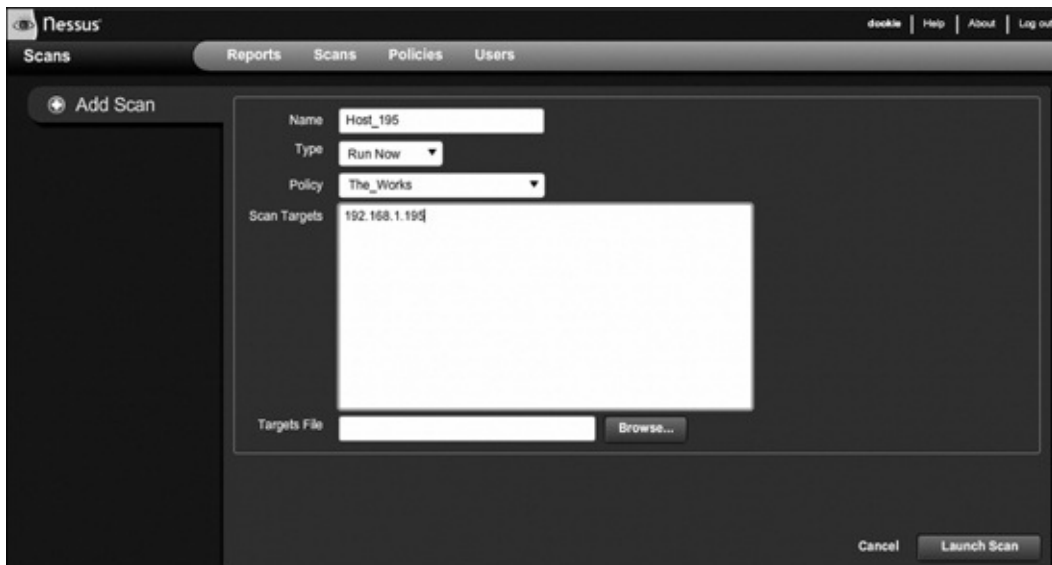 nessus
dookie | Help | About | Log out
Scans
Reports Scans Policies Users
Add Scan
Name Host_195
Type Run Now
Policy The_Works
Scan Targets 192.168.1.195
Targets File Browse...
Cancel Launch Scan